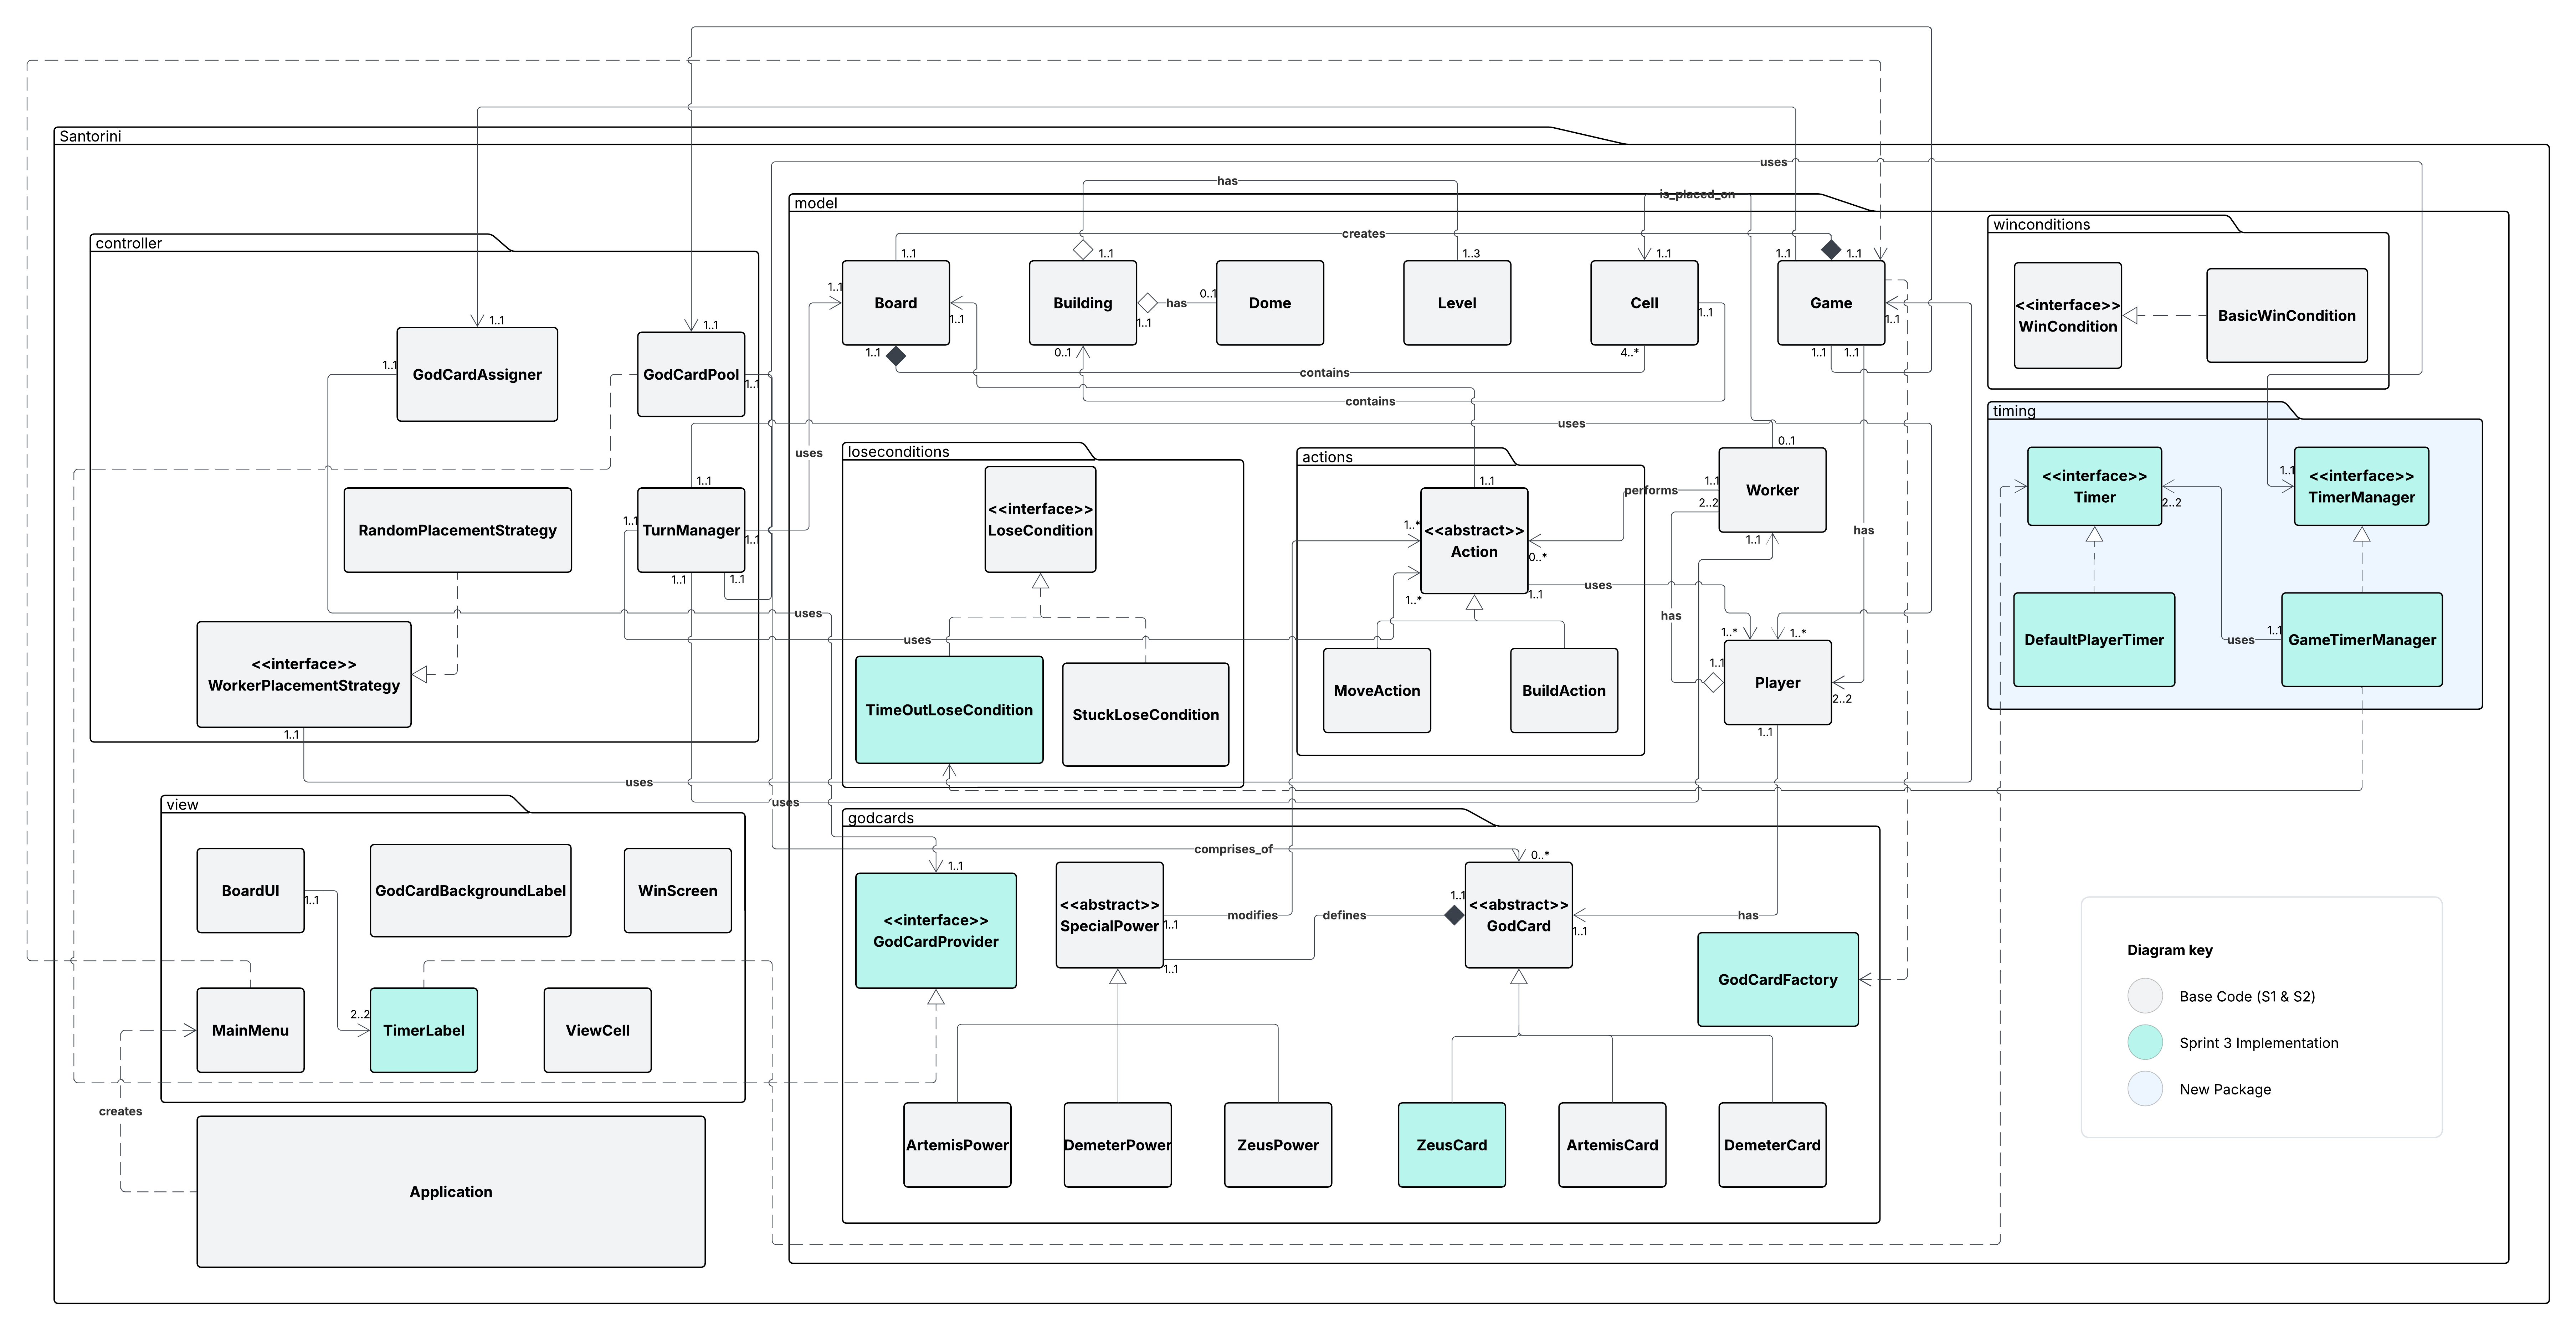 Santorini
uses
has
is_placed_on
model
controller
winconditions
creates
1..1
1..1
1..3
1..1
1..1
1..1
Board
Building
Dome
Level
Cell
Game
1..1
1..1
has
0..1
1..1
1..1
1..1
<<interface>>
WinCondition
BasicWinCondition
1..1
1..1
GodCardAssigner
GodCardPool
1..1
1..1
1..1
0..1
4..*
1..1
1..1
contains
contains
timing
uses
uses
loseconditions
actions
0..1
<<interface>>
Timer
<<interface>>
TimerManager
1..1
2..2
RandomPlacementStrategy
1..1
TurnManager
1..1
1..1
1..1
1..1
<<interface>>
LoseCondition
1..1
<<abstract>>
Action
1..*
0..*
1..*
1..1
performs
1..1
2..2
Worker
1..1
has
uses
has
uses
uses
1..*
1..*
DefaultPlayerTimer
uses
1..1
GameTimerManager
<<interface>>
WorkerPlacementStrategy
1..1
TimeOutLoseCondition
StuckLoseCondition
MoveAction
BuildAction
1..1
Player
2..2
1..1
uses
uses
view
godcards
comprises_of
0..*
BoardUI
1..1
GodCardBackgroundLabel
WinScreen
1..1
<<interface>>
GodCardProvider
<<abstract>>
SpecialPower
1..1
1..1
modifies
defines
1..1
<<abstract>>
GodCard
1..1
has
GodCardFactory
Diagram key
Base Code (S1 & S2)
Sprint 3 Implementation
New Package
MainMenu
2..2
TimerLabel
ViewCell
creates
ArtemisPower
DemeterPower
ZeusPower
ZeusCard
ArtemisCard
DemeterCard
Application